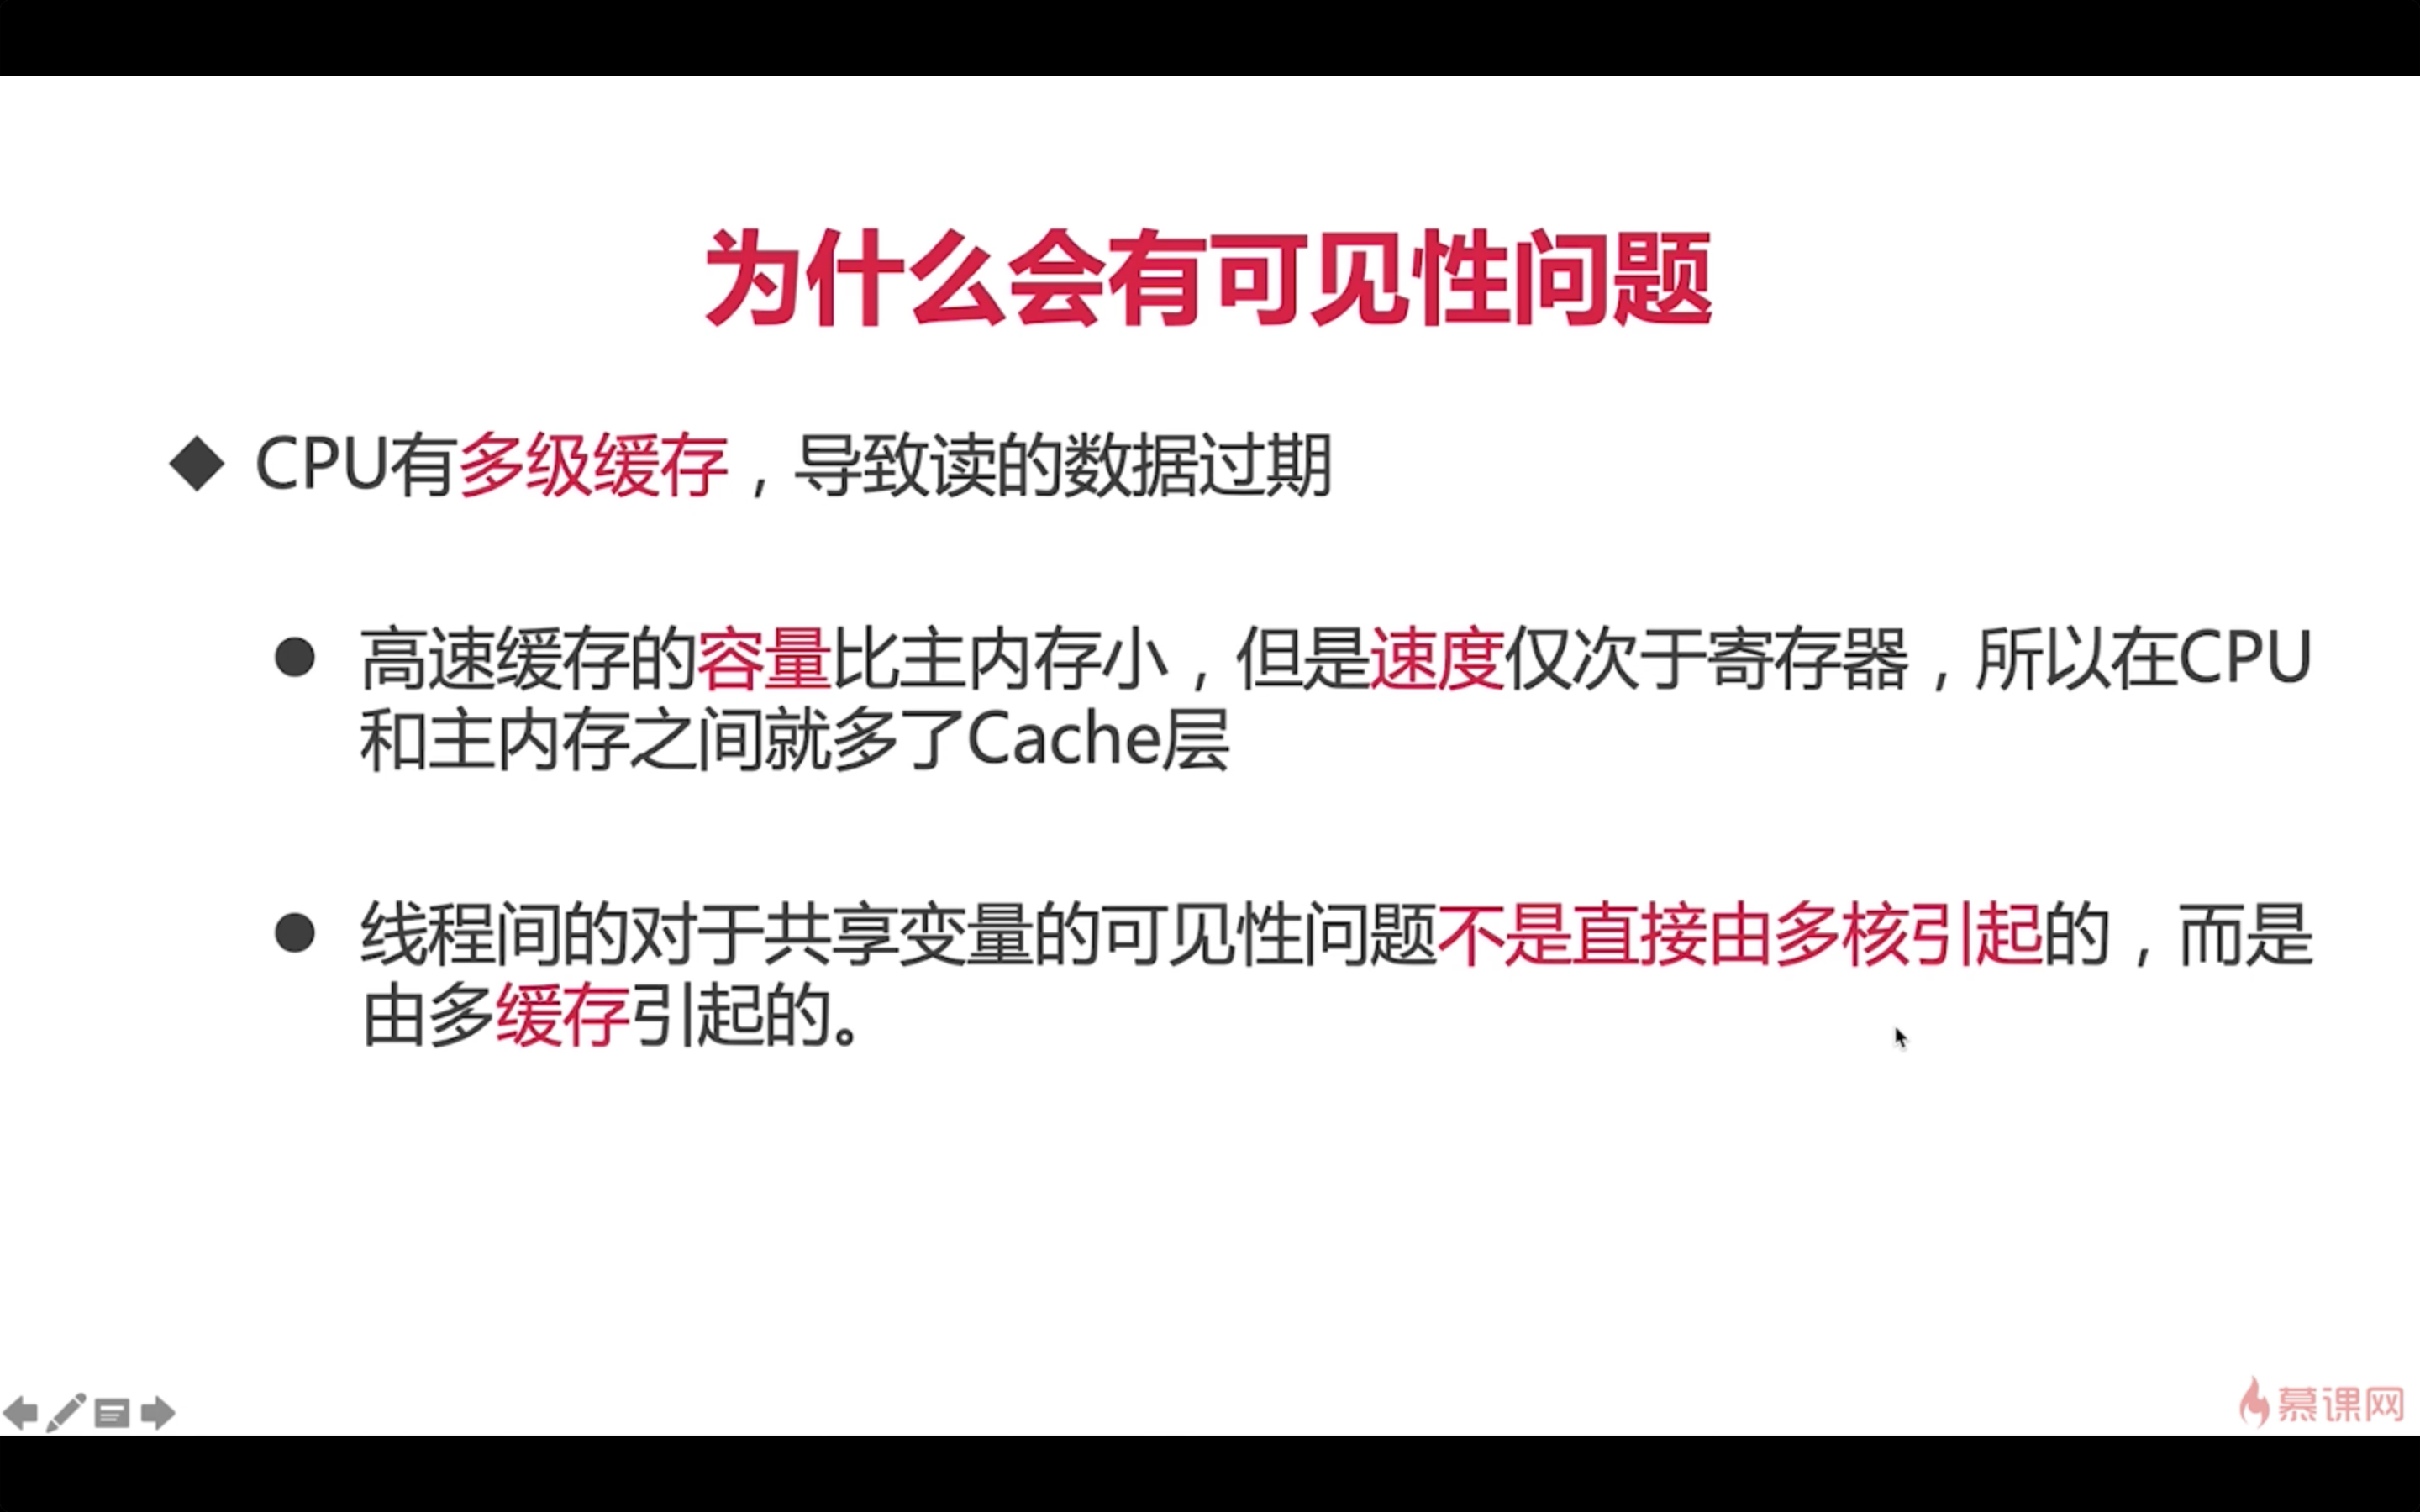 为什么会有可见性问题
CPU有多级缓存，导致读的数据过期
高速缓存的容量比主内存小，但是速度仅次于寄存器，所以在CPU
和主内存之间就多了Cache层
线程间的对于共享变量的可见性问题不是直接由多核引起的，而是
由多缓存引起的。
慕课网